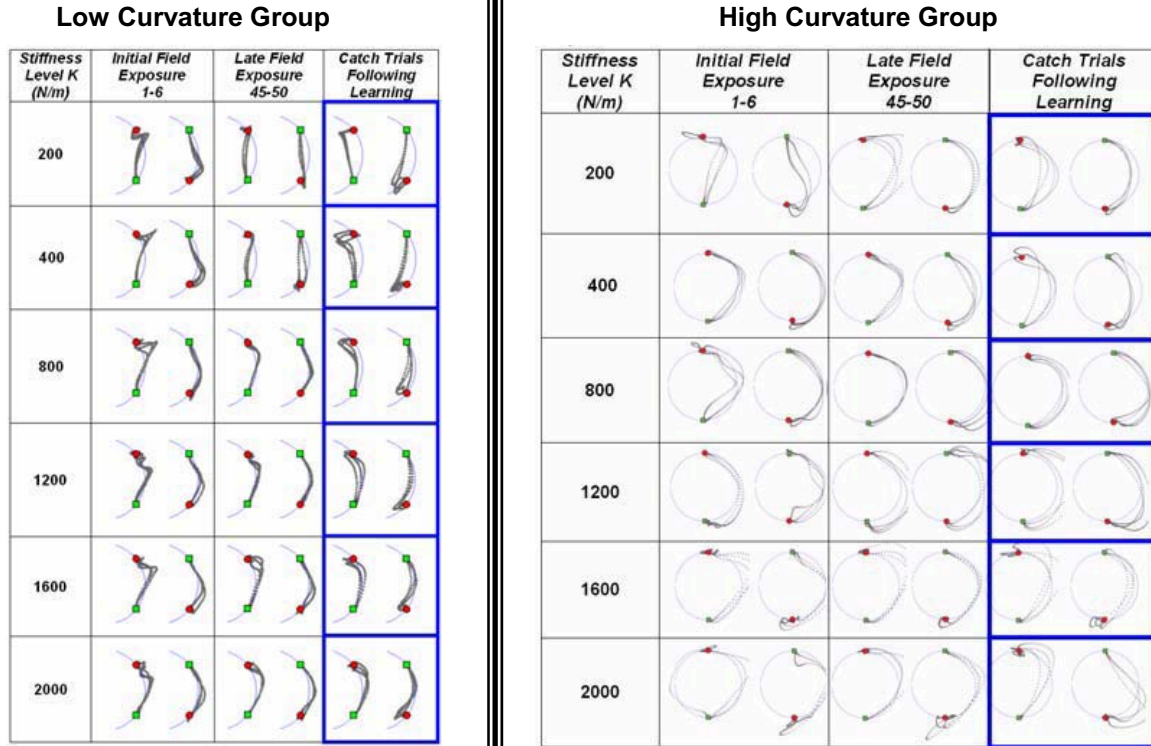 Low Curvature Group
Stiffness
Level K
(N/m)
Initial Field
Exposure
1-6
Late Field
Exposure
45-50
Catch Trials
Following
Learning
200
400
800
1200
1600
2000
High Curvature Group
Stiffness
Level K
(N/m)
Initial Field
Exposure
1-6
Late Field
Exposure
45-50
Catch Trials
Following
Learning
200
400
800
1200
1600
2000